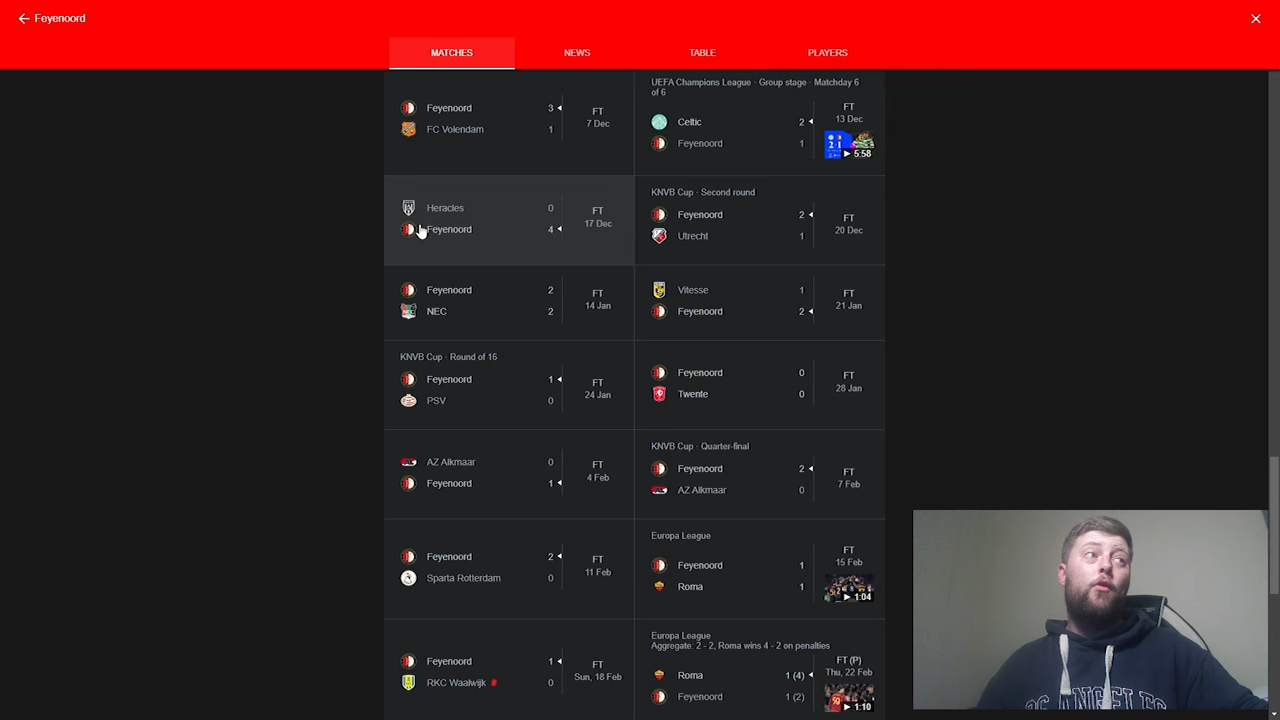 Feyenoord
MATCHES
NEWS
TABLE
PLAYERS
Feyenoord 3
FC Volendam 1
FT
7 Dec
UEFA Champions League · Group stage · Matchday 6
of 6
Celtic 2
Feyenoord 1
FT
13 Dec
2 1
5:58
Heracles 0
Feyenoord 4
FT
17 Dec
KNVB Cup · Second round
Feyenoord 2
Utrecht 1
FT
20 Dec
Feyenoord 2
NEC 2
FT
14 Jan
Vitesse 1
Feyenoord 2
FT
21 Jan
KNVB Cup · Round of 16
Feyenoord 1
PSV 0
FT
24 Jan
Feyenoord 0
Twente 0
FT
28 Jan
AZ Alkmaar 0
Feyenoord 1
FT
4 Feb
KNVB Cup · Quarter-final
Feyenoord 2
AZ Alkmaar 0
FT
7 Feb
Feyenoord 2
Sparta Rotterdam 0
FT
11 Feb
Europa League
Feyenoord 1
Roma 1
FT
15 Feb
1:04
Feyenoord 1
RKC Waalwijk 0
FT
Sun, 18 Feb
Europa League
Aggregate: 2 - 2, Roma wins 4 - 2 on penalties
Roma 1 (4)
Feyenoord 1 (2)
FT (P)
Thu, 22 Feb
1:10